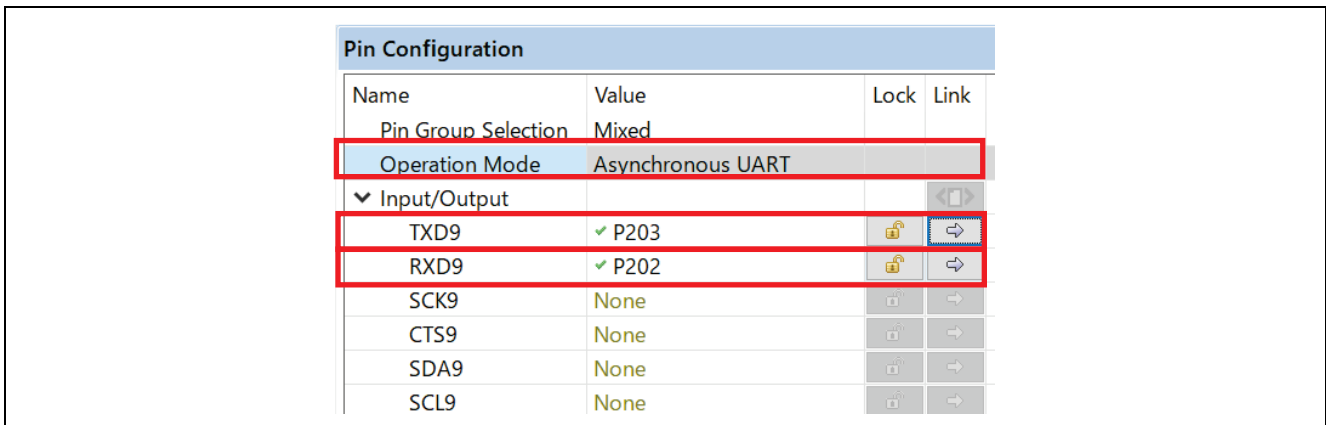 Pin Configuration
Name Value Lock Link
Pin Group Selection Mixed
Operation Mode Asynchronous UART
Input/Output
TXD9 P203
RXD9 P202
SCK9 None
CTS9 None
SDA9 None
SCL9 None